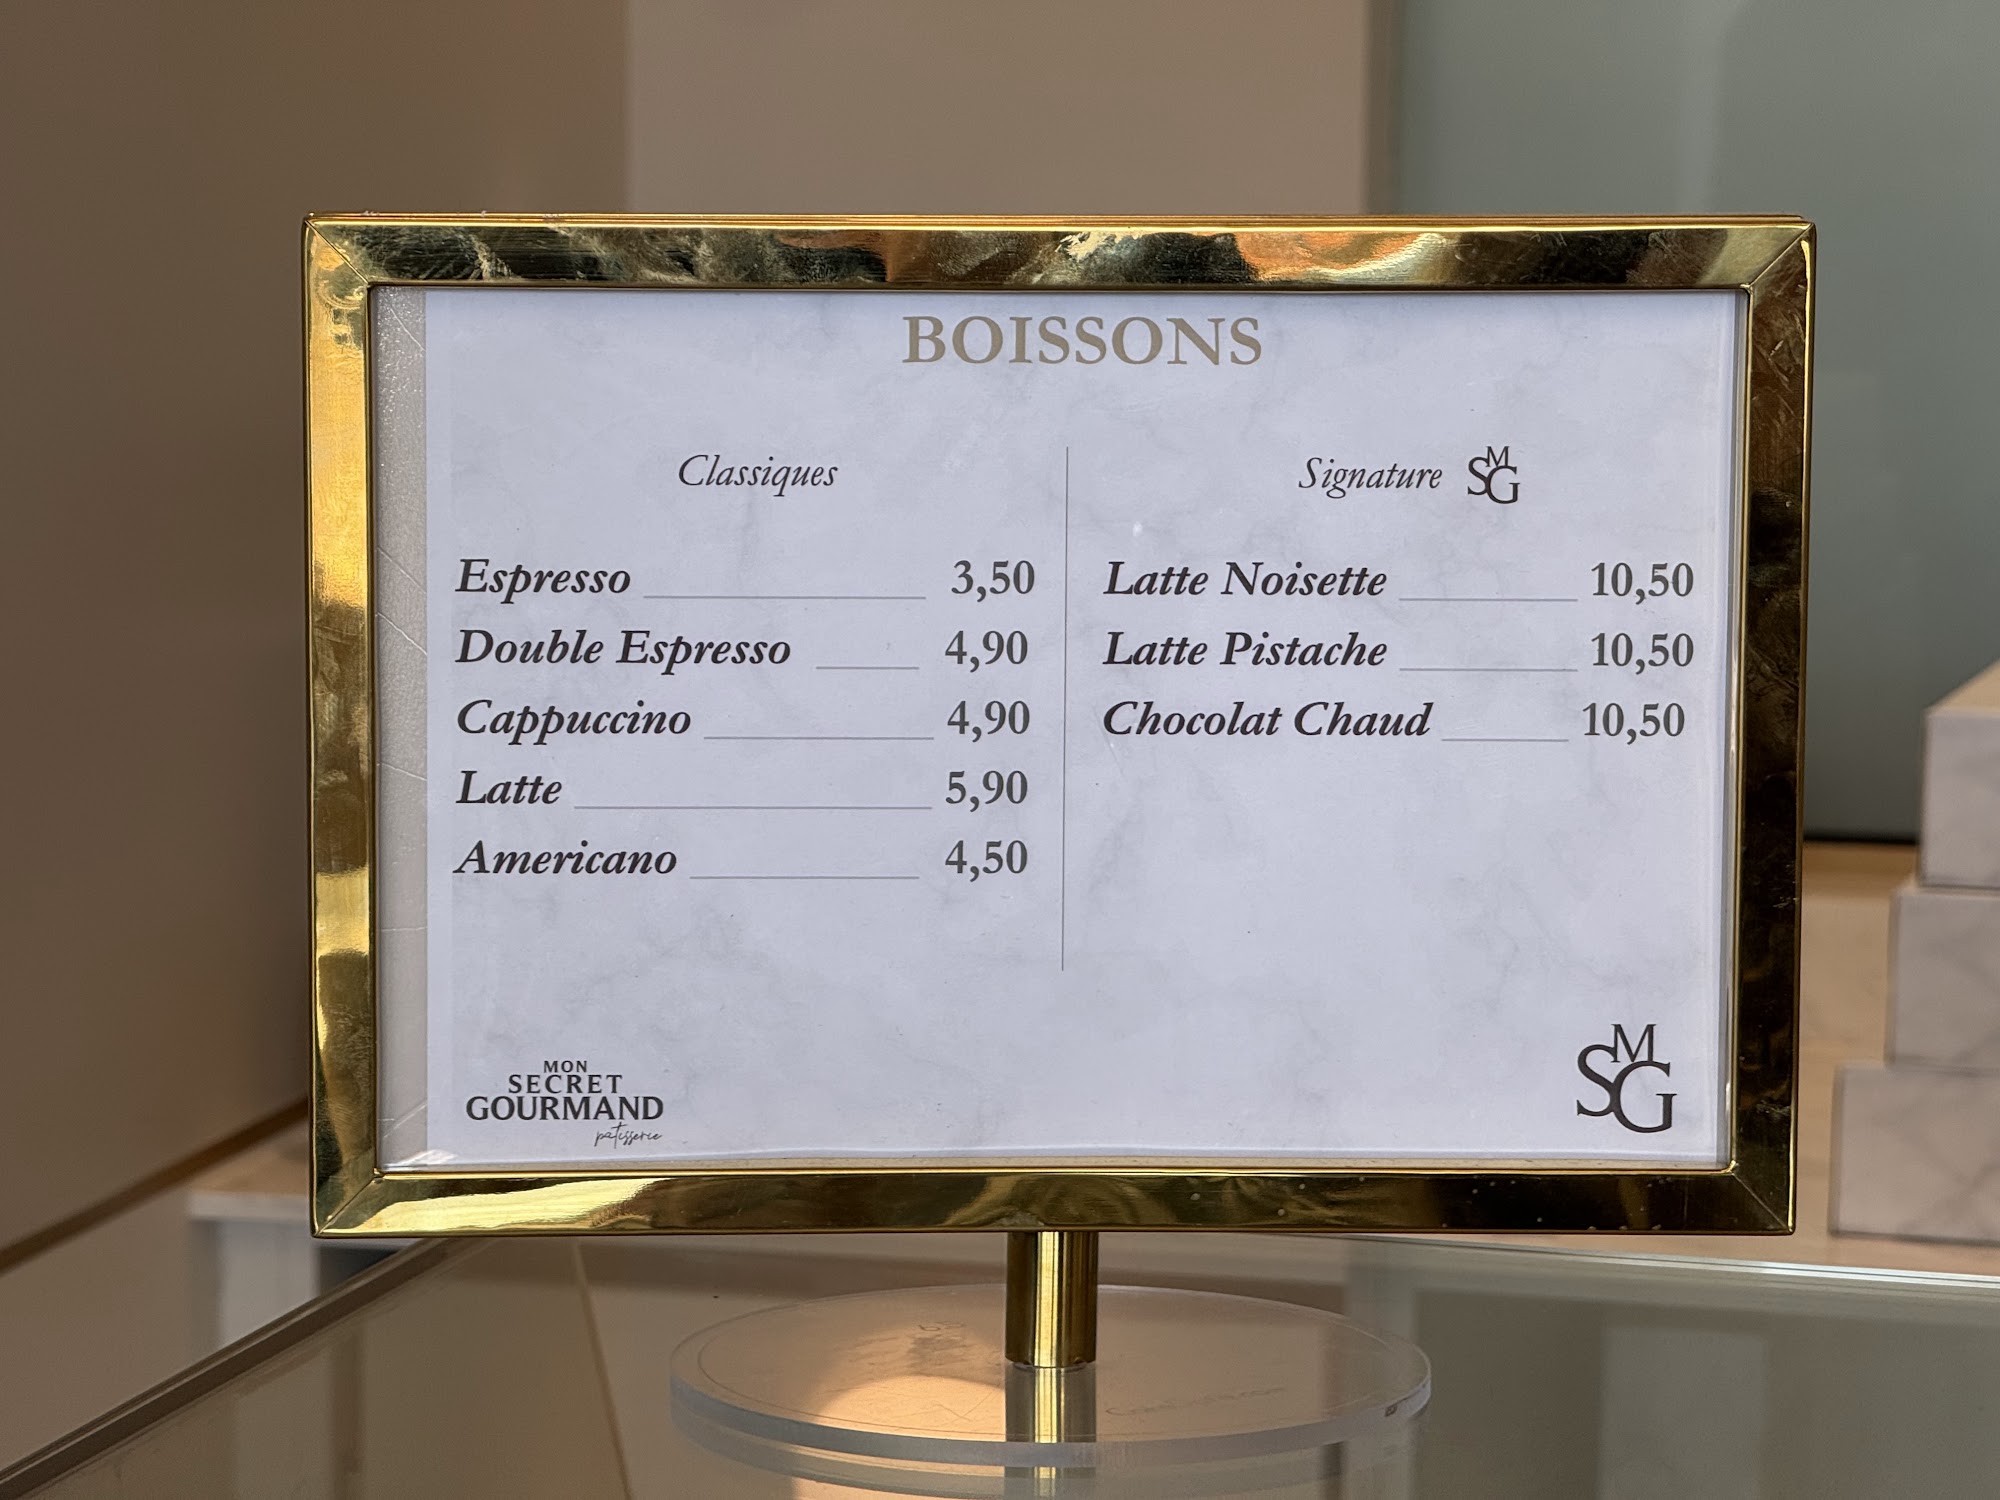 BOISSONS
Classiques
Espresso 3,50
Double Espresso 4,90
Cappuccino 4,90
Latte 5,90
Americano 4,50
Signature SMG
Latte Noisette 10,50
Latte Pistache 10,50
Chocolat Chaud 10,50
MON
SECRET
GOURMAND
patisserie
SMG